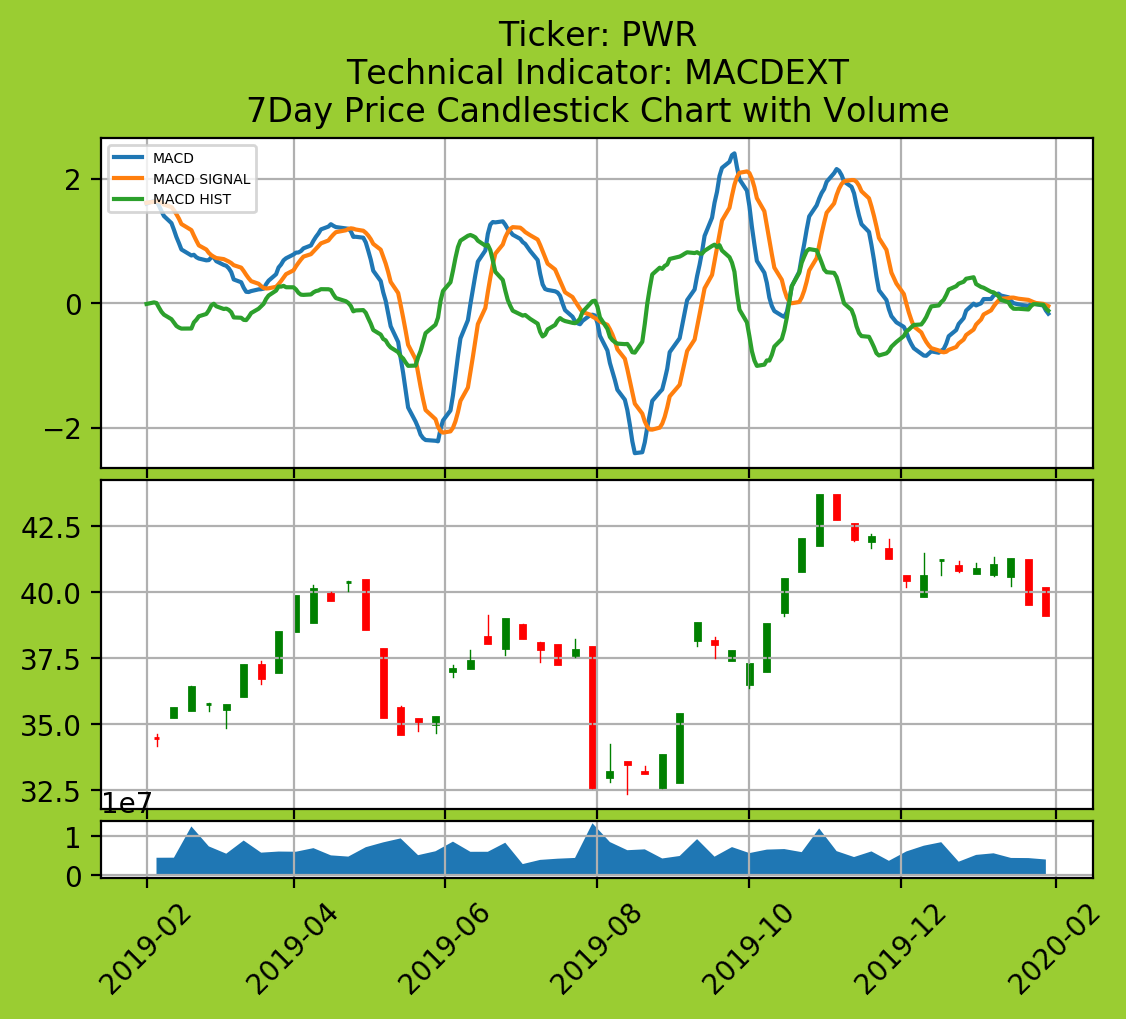 Ticker: PWR
Technical Indicator: MACDEXT
7Day Price Candlestick Chart with Volume
MACD
MACD SIGNAL
MACD HIST
2
0
−2
42.5
40.0
37.5
35.0
32.5
1e7
1
0
2019-02
2019-04
2019-06
2019-08
2019-10
2019-12
2020-02